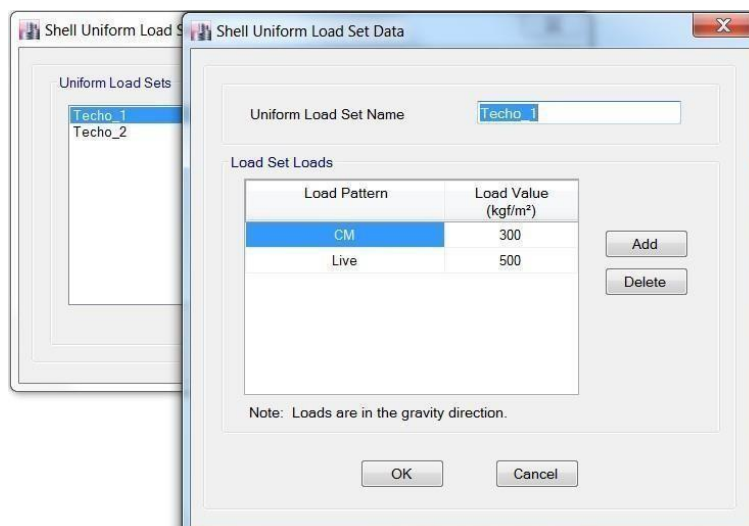 Shell Uniform Load S
Uniform Load Sets
Techo_1
Techo_2
Shell Uniform Load Set Data
Uniform Load Set Name
Techo_1
Load Set Loads
Load Pattern
Load Value
(kgf/m²)
CM
300
Live
500
Add
Delete
Note: Loads are in the gravity direction.
OK
Cancel